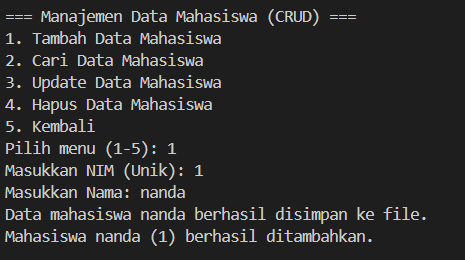 === Manajemen Data Mahasiswa (CRUD) ===
1. Tambah Data Mahasiswa
2. Cari Data Mahasiswa
3. Update Data Mahasiswa
4. Hapus Data Mahasiswa
5. Kembali
Pilih menu (1-5): 1
Masukkan NIM (Unik): 1
Masukkan Nama: nanda
Data mahasiswa nanda berhasil disimpan ke file.
Mahasiswa nanda (1) berhasil ditambahkan.